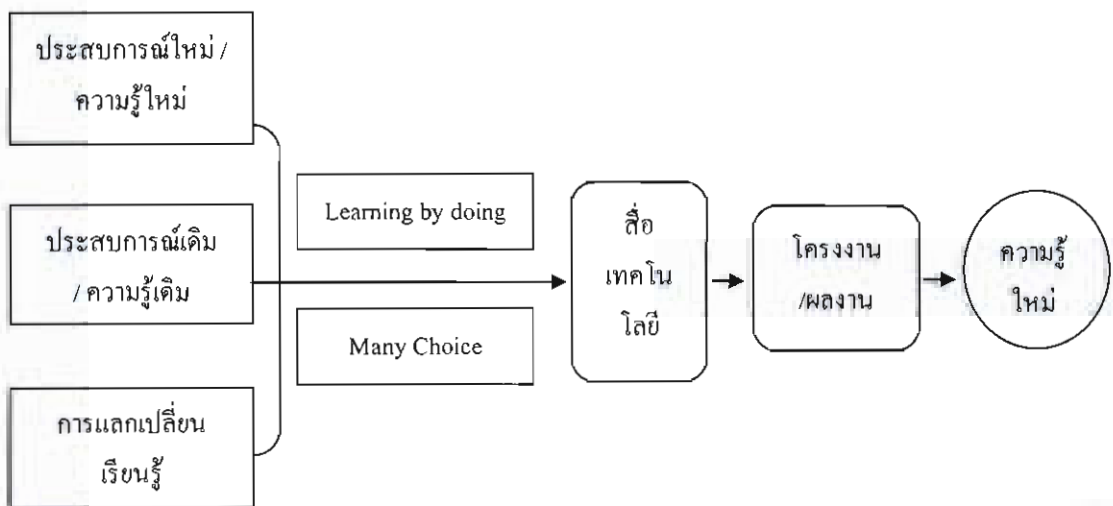 ประสบการณ์ใหม่ /
ความรู้ใหม่
ประสบการณ์เดิม
/ ความรู้เดิม
การแลกเปลี่ยน
เรียนรู้
Learning by doing
Many Choice
สื่อ
เทคโน
โลยี
โครงงาน
/ผลงาน
ความรู้
ใหม่